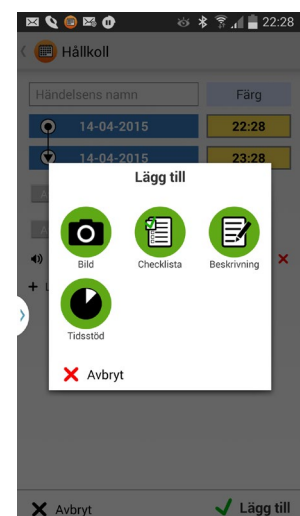 22:28
Hållkoll
Händelsens namn
Färg
14-04-2015
22:28
14-04-2015
23:28
Lägg till
Bild
Checklista
Beskrivning
Tidsstöd
Avbryt
Avbryt
Lägg till